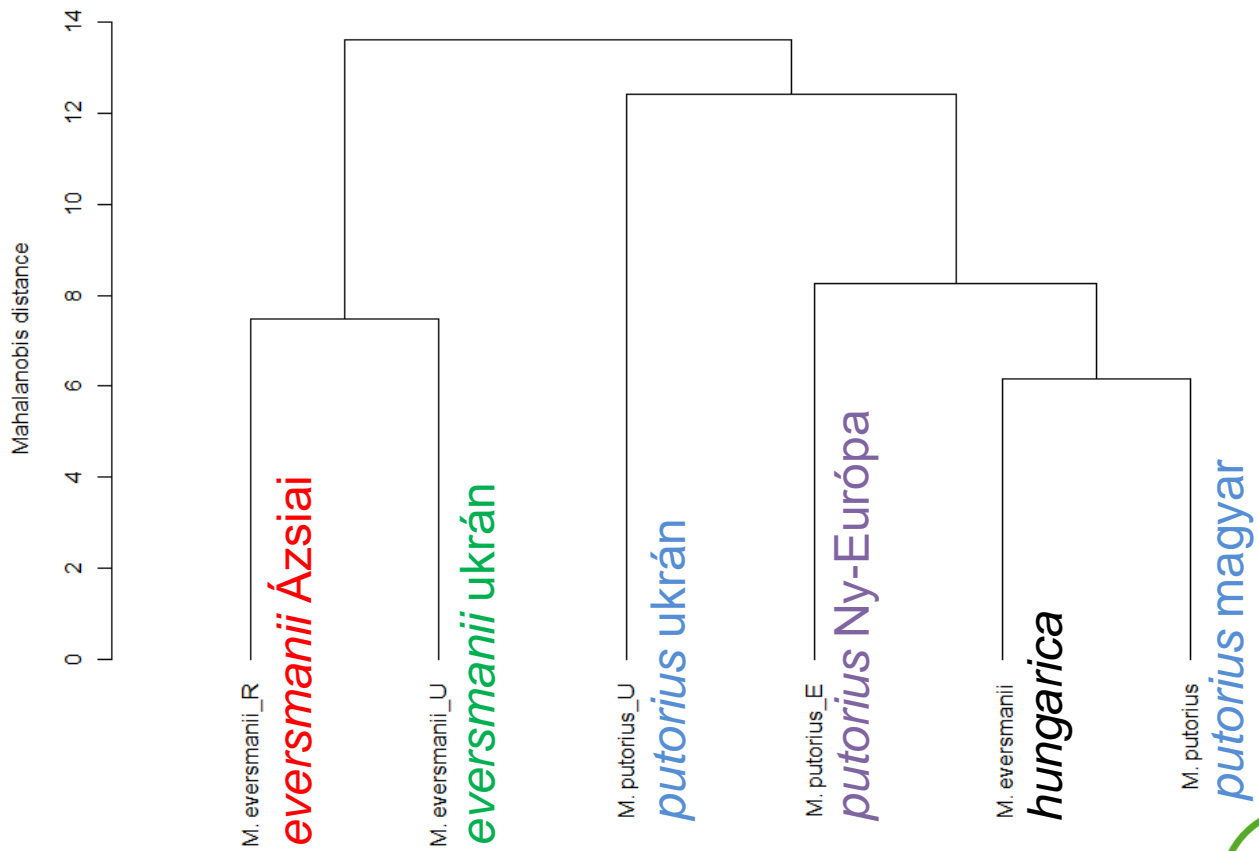 Mahalanobis distance
14
12
10
8
6
4
2
0
M. eversmanii_R
eversmanii Ázsiai
M. eversmanii_U
eversmanii ukrán
M. putorius_U
putorius ukrán
M. putorius_E
putorius Ny-Európa
M. eversmanii
hungarica
M. putorius
putorius magyar